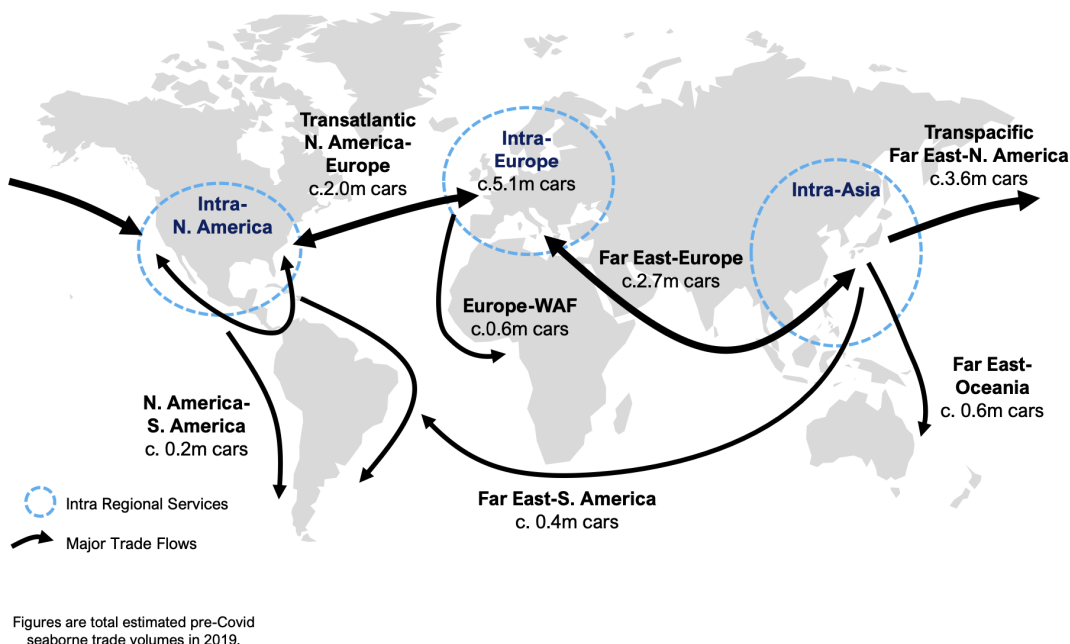 Transatlantic
N. America-
Europe
c.2.0m cars
Intra-
Europe
c.5.1m cars
Transpacific
Far East-N. America
c.3.6m cars
Intra-
N. America
Intra-Asia
Far East-Europe
c.2.7m cars
Europe-WAF
c.0.6m cars
Far East-
Oceania
c. 0.6m cars
N. America-
S. America
c. 0.2m cars
Far East-S. America
c. 0.4m cars
Intra Regional Services
Major Trade Flows
Figures are total estimated pre-Covid
seaborne trade volumes in 2019.